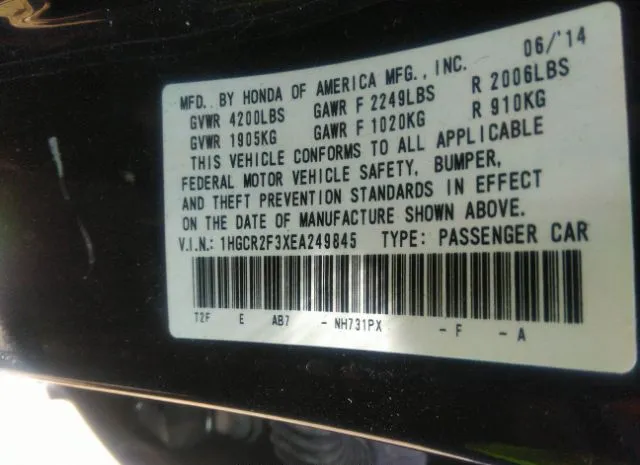 06/'14
MFD. BY HONDA OF AMERICA MFG., INC.
GVWR 4200LBS GAWR F 2249LBS R 2006LBS
GVWR 1905KG GAWR F 1020KG R 910KG
THIS VEHICLE CONFORMS TO ALL APPLICABLE
FEDERAL MOTOR VEHICLE SAFETY, BUMPER,
AND THEFT PREVENTION STANDARDS IN EFFECT
ON THE DATE OF MANUFACTURE SHOWN ABOVE.
V.I.N.: 1HGCR2F3XEA249845 TYPE: PASSENGER CAR
T2F E AB7 - NH731PX - F - A